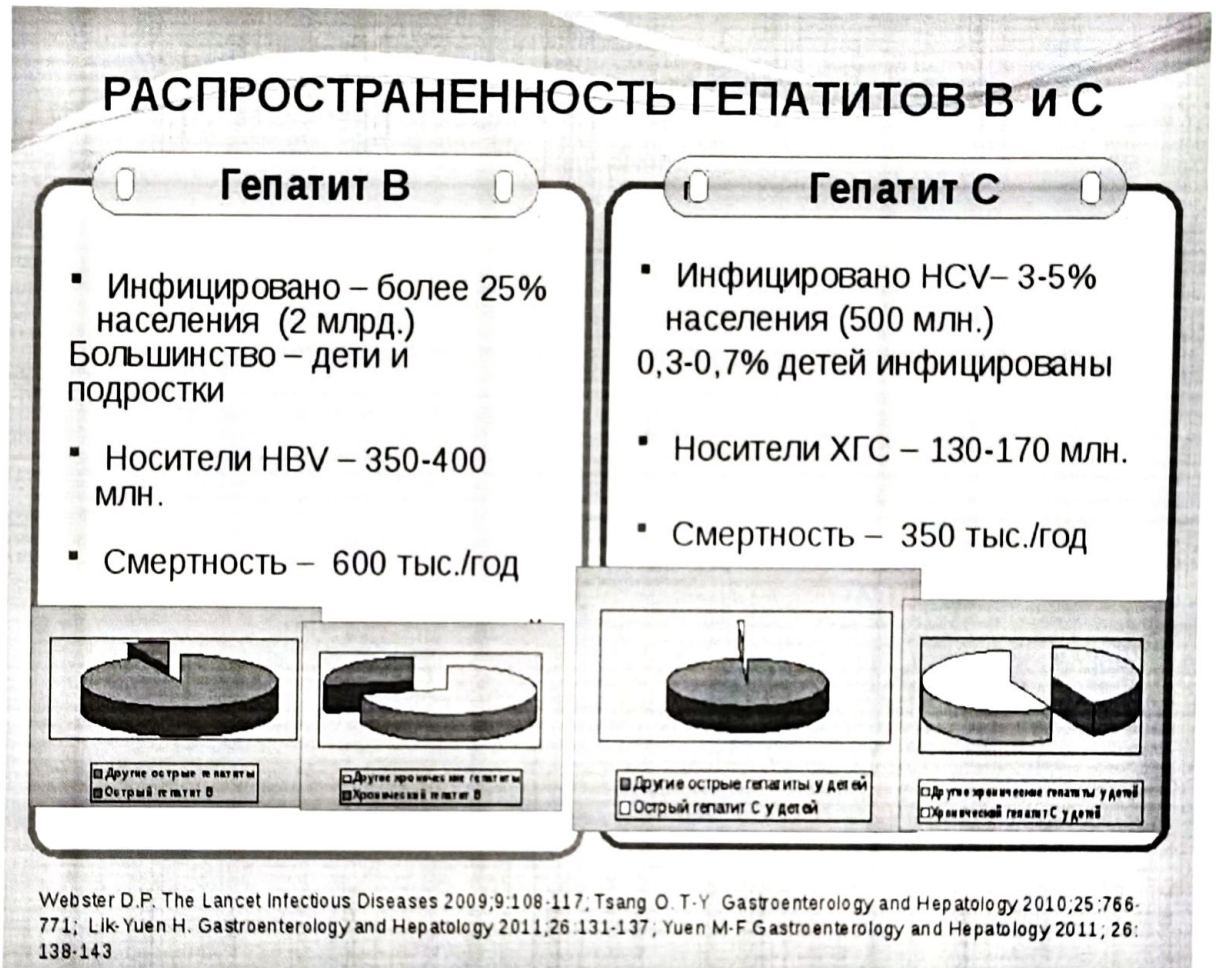 РАСПРОСТРАНЕННОСТЬ ГЕПАТИТОВ В и С
Гепатит В
▪ Инфицировано – более 25%
населения (2 млрд.)
Большинство – дети и
подростки
▪ Носители HBV – 350-400
млн.
▪ Смертность – 600 тыс./год
Другие острые гепатиты
Острый гепатит В
Другие хронические гепатиты
Хронический гепатит В
Гепатит С
▪ Инфицировано HCV– 3-5%
населения (500 млн.)
0,3-0,7% детей инфицированы
▪ Носители ХГС – 130-170 млн.
▪ Смертность – 350 тыс./год
Другие острые гепатиты у детей
Острый гепатит С у детей
Другие хронические гепатиты у детей
Хронический гепатит С у детей
Webster D.P. The Lancet Infectious Diseases 2009;9:108-117; Tsang O. T-Y Gastroenterology and Hepatology 2010;25:766-
771; Lik-Yuen H. Gastroenterology and Hepatology 2011;26:131-137; Yuen M-F Gastroenterology and Hepatology 2011; 26:
138-143